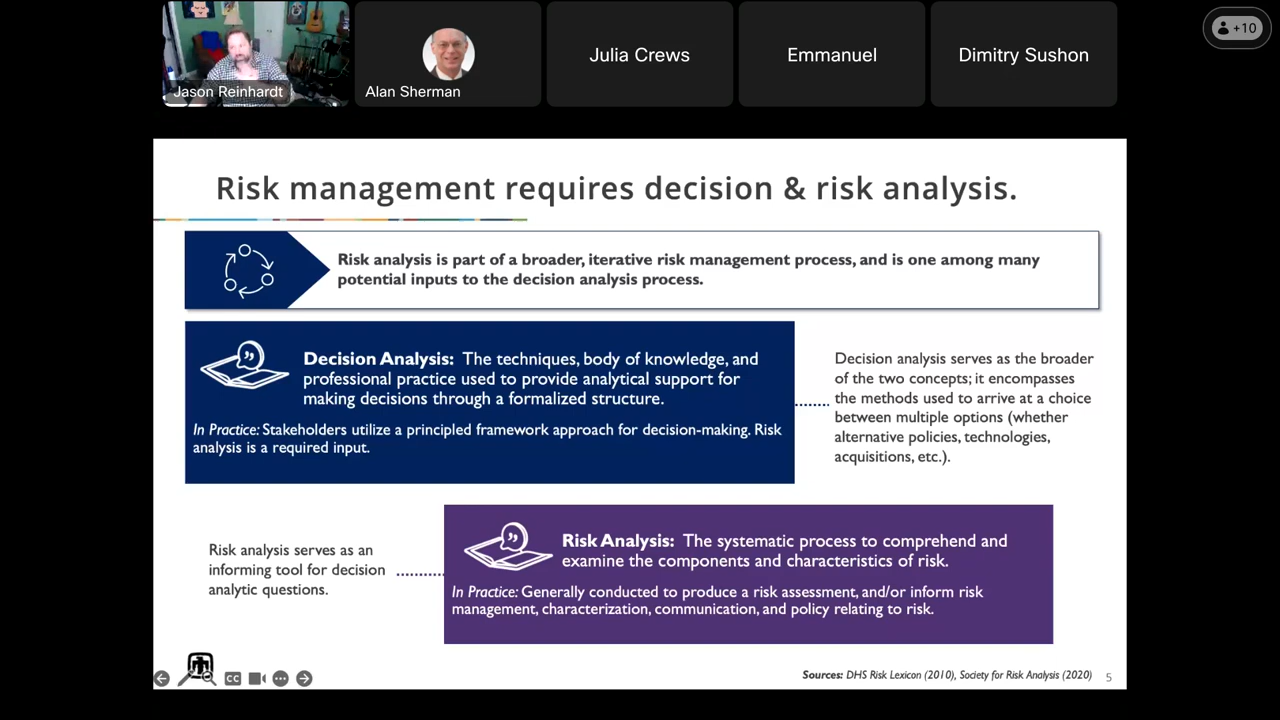 +10
Jason Reinhardt
Alan Sherman
Julia Crews
Emmanuel
Dimitry Sushon
Risk management requires decision & risk analysis.
Risk analysis is part of a broader, iterative risk management process, and is one among many
potential inputs to the decision analysis process.
Decision Analysis: The techniques, body of knowledge, and
professional practice used to provide analytical support for
making decisions through a formalized structure.
In Practice: Stakeholders utilize a principled framework approach for decision-making. Risk
analysis is a required input.
Decision analysis serves as the broader
of the two concepts; it encompasses
the methods used to arrive at a choice
between multiple options (whether
alternative policies, technologies,
acquisitions, etc.).
Risk analysis serves as an
informing tool for decision
analytic questions.
Risk Analysis: The systematic process to comprehend and
examine the components and characteristics of risk.
In Practice: Generally conducted to produce a risk assessment, and/or inform risk
management, characterization, communication, and policy relating to risk.
CC
Sources: DHS Risk Lexicon (2010), Society for Risk Analysis (2020)
5